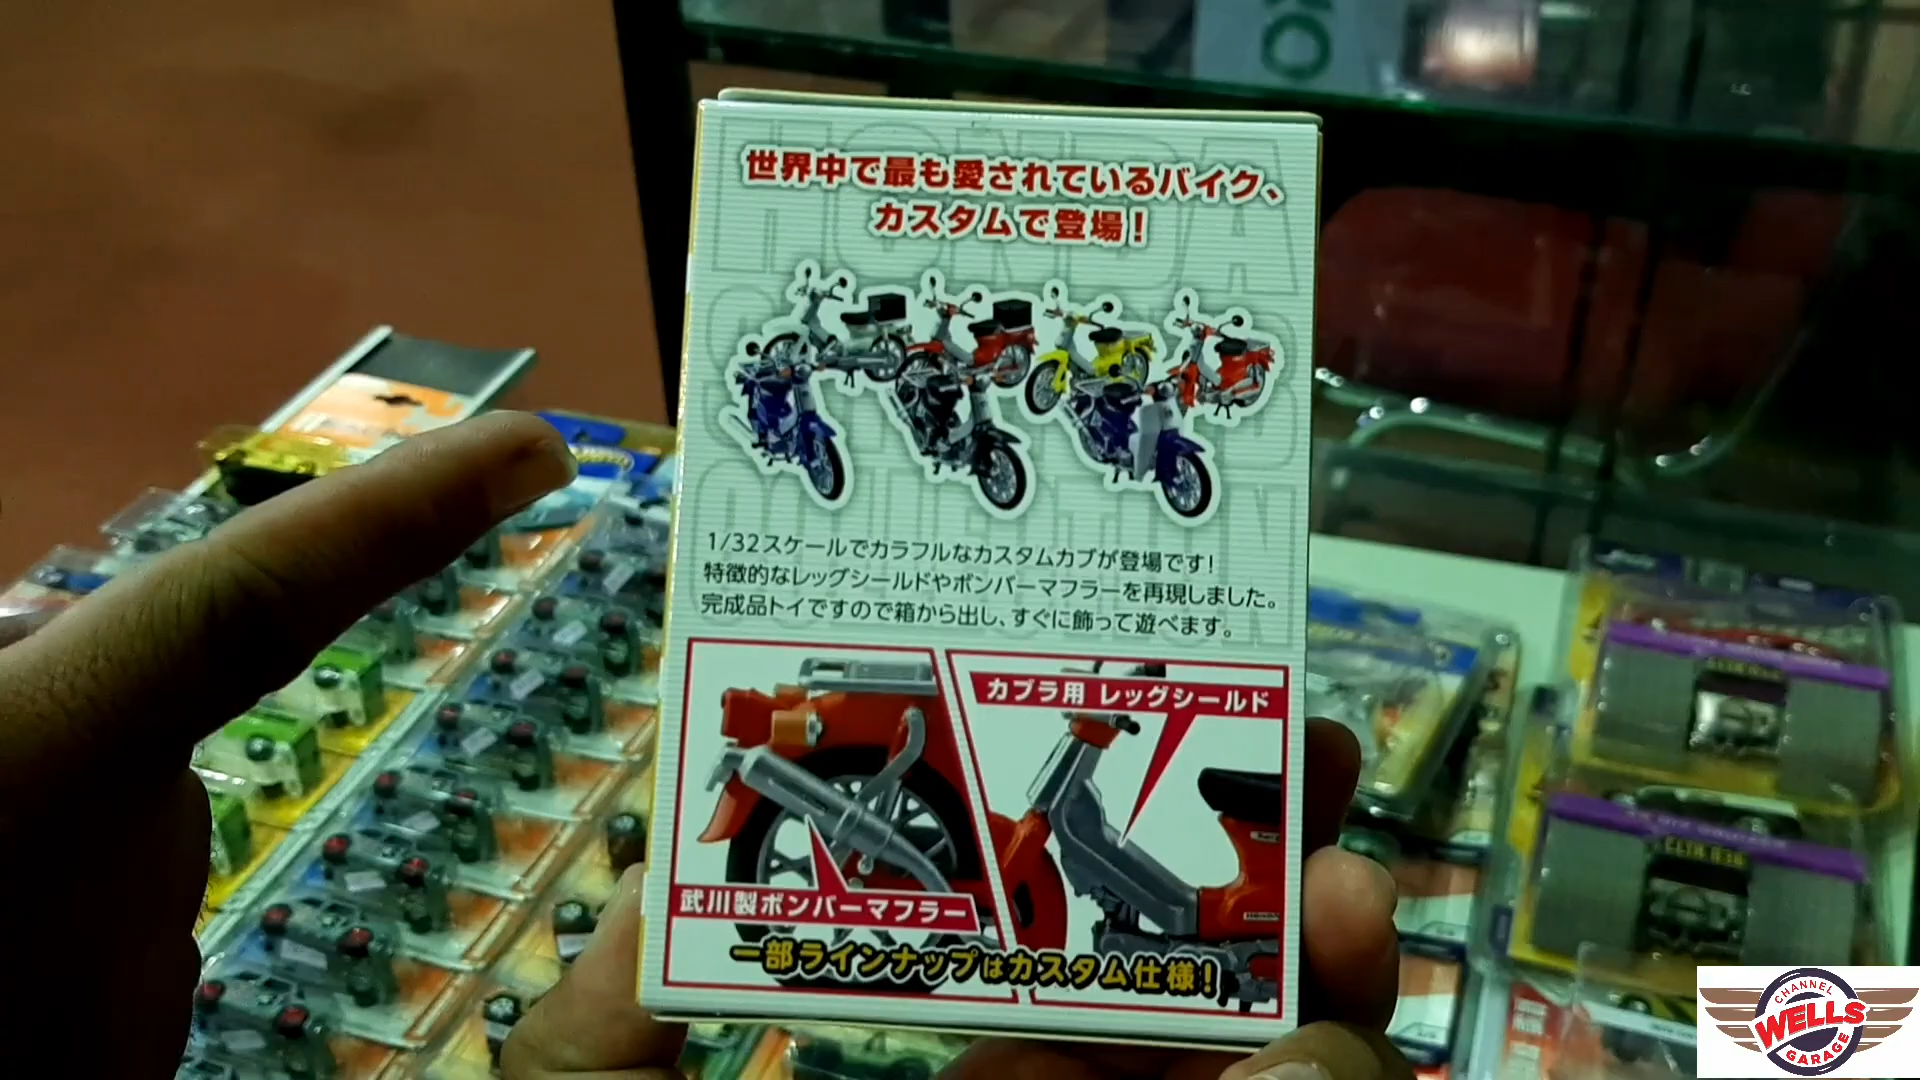 HONDA
世界中で最も愛されているバイク、
カスタムで登場！
1/32スケールでカラフルなカスタムカブが登場です！
特徴的なレッグシールドやボンバーマフラーを再現しました。
完成品トイですので箱から出し、すぐに飾って遊べます。
カブラ用 レッグシールド
武川製ボンバーマフラー
一部ラインナップはカスタム仕様！
CHANNEL
WELLS
GARAGE